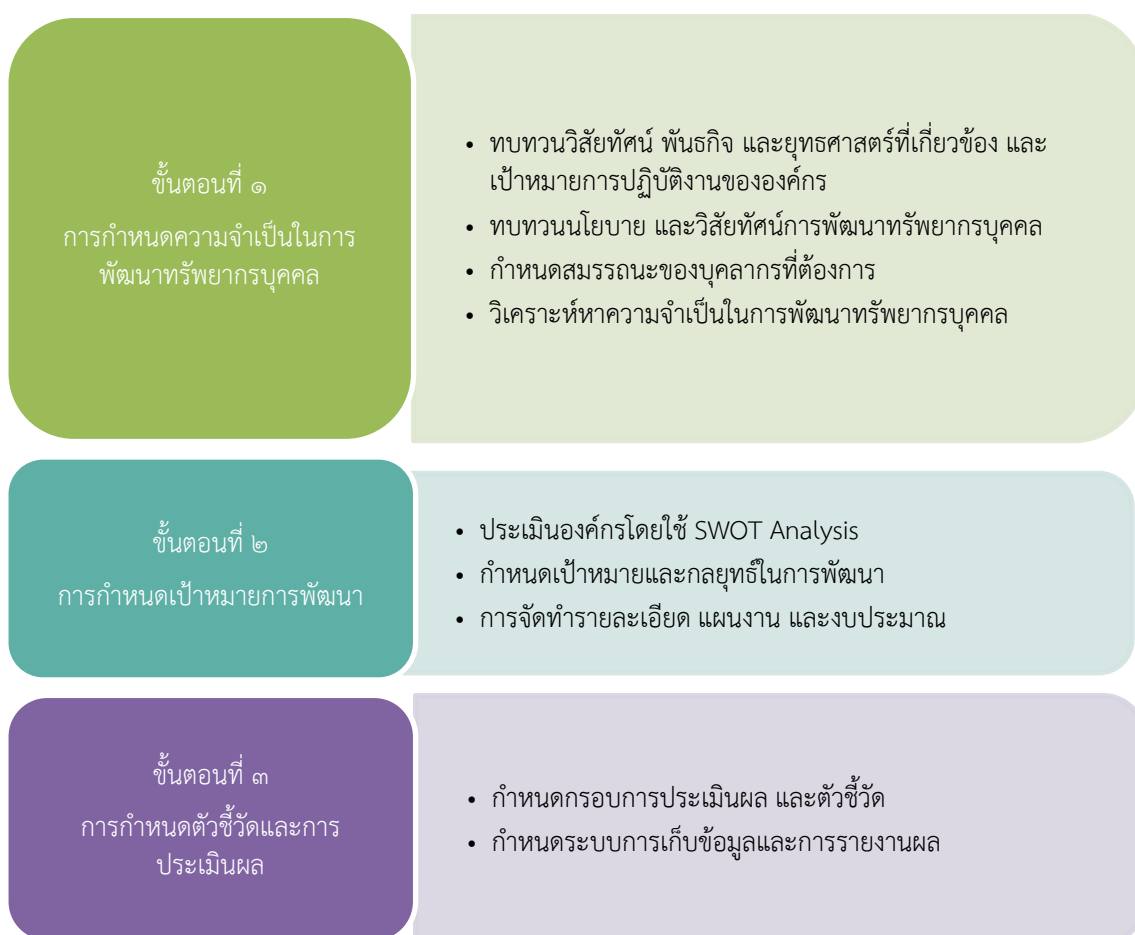 ขั้นตอนที่ ๑
การกำหนดความจำเป็นในการ
พัฒนาทรัพยากรบุคคล
• ทบทวนวิสัยทัศน์ พันธกิจ และยุทธศาสตร์ที่เกี่ยวข้อง และ
เป้าหมายการปฏิบัติงานขององค์กร
• ทบทวนนโยบาย และวิสัยทัศน์การพัฒนาทรัพยากรบุคคล
• กำหนดสมรรถนะของบุคลากรที่ต้องการ
• วิเคราะห์หาความจำเป็นในการพัฒนาทรัพยากรบุคคล
ขั้นตอนที่ ๒
การกำหนดเป้าหมายการพัฒนา
• ประเมินองค์กรโดยใช้ SWOT Analysis
• กำหนดเป้าหมายและกลยุทธ์ในการพัฒนา
• การจัดทำรายละเอียด แผนงาน และงบประมาณ
ขั้นตอนที่ ๓
การกำหนดตัวชี้วัดและการ
ประเมินผล
• กำหนดกรอบการประเมินผล และตัวชี้วัด
• กำหนดระบบการเก็บข้อมูลและการรายงานผล